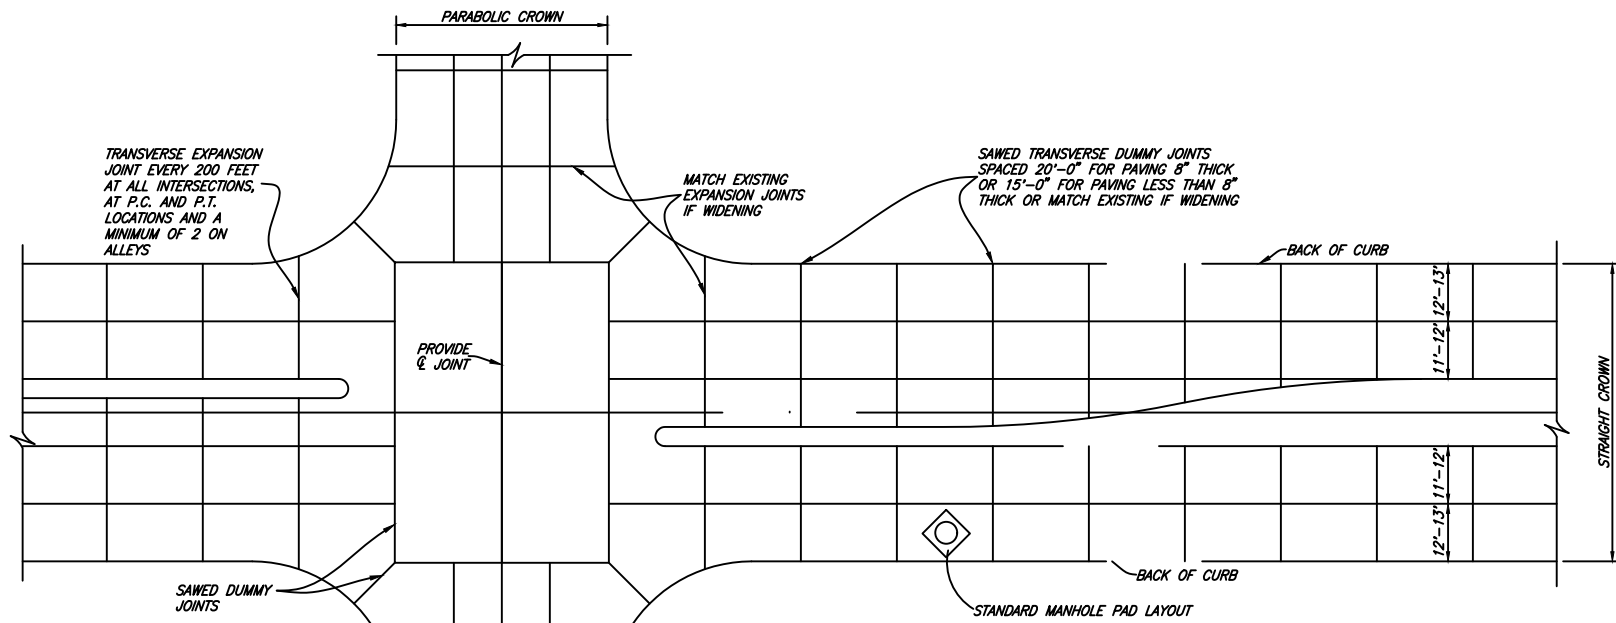 PARABOLIC CROWN
TRANSVERSE EXPANSION
JOINT EVERY 200 FEET
AT ALL INTERSECTIONS,
AT P.C. AND P.T.
LOCATIONS AND A
MINIMUM OF 2 ON
ALLEYS
MATCH EXISTING
EXPANSION JOINTS
IF WIDENING
SAWED TRANSVERSE DUMMY JOINTS
SPACED 20'-0" FOR PAVING 8" THICK
OR 15'-0" FOR PAVING LESS THAN 8"
THICK OR MATCH EXISTING IF WIDENING
BACK OF CURB
12'-13'
11'-12'
PROVIDE
℄ JOINT
STRAIGHT CROWN
11'-12'
12'-13'
SAWED DUMMY
JOINTS
BACK OF CURB
STANDARD MANHOLE PAD LAYOUT